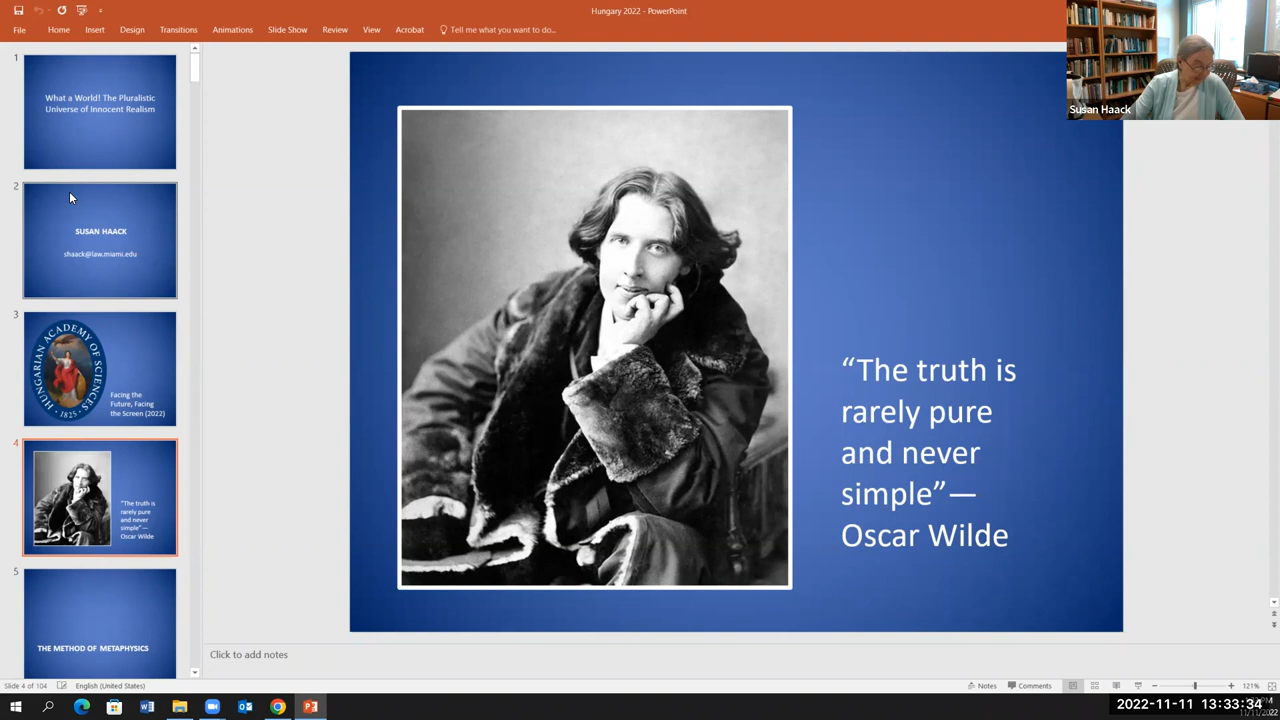 Hungary 2022 - PowerPoint
File Home Insert Design Transitions Animations Slide Show Review View Acrobat Tell me what you want to do...
Susan Haack
1
What a World! The Pluralistic
Universe of Innocent Realism
2
SUSAN HAACK
shaack@law.miami.edu
3
HUNGARIAN ACADEMY OF SCIENCES
· 1825 ·
Facing the
Future, Facing
the Screen (2022)
4
“The truth is
rarely pure
and never
simple”—
Oscar Wilde
5
THE METHOD OF METAPHYSICS
“The truth is
rarely pure
and never
simple”—
Oscar Wilde
Click to add notes
Slide 4 of 104 English (United States) Notes Comments 121%
2022-11-11 13:33:34